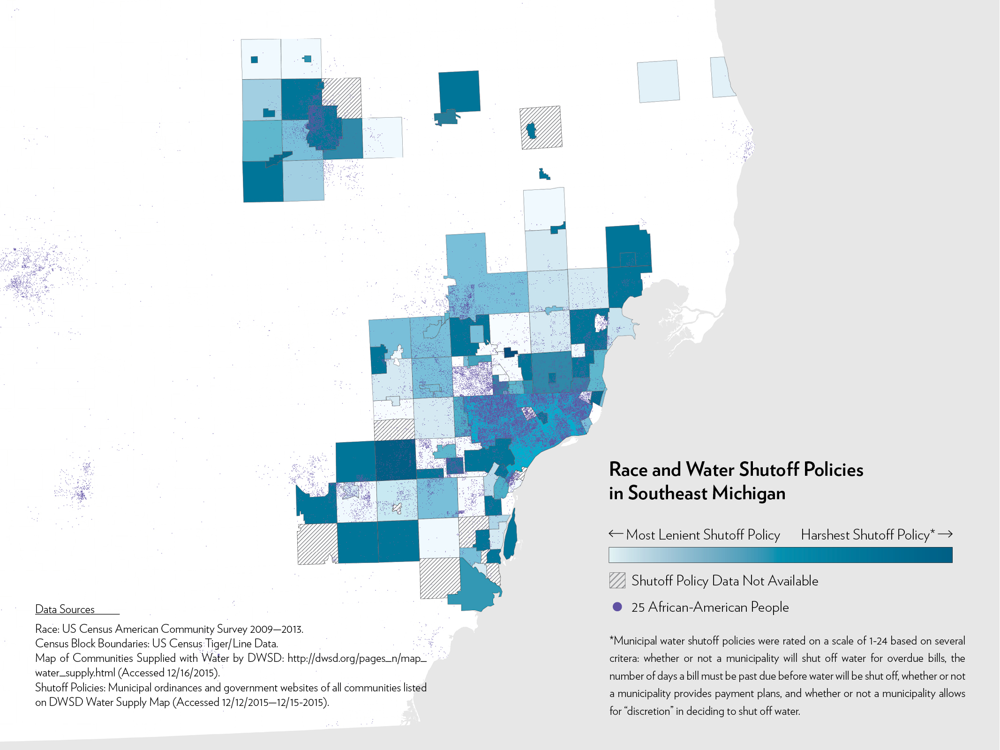 Race and Water Shutoff Policies
in Southeast Michigan
← Most Lenient Shutoff Policy Harshest Shutoff Policy* →
Shutoff Policy Data Not Available
25 African-American People
*Municipal water shutoff policies were rated on a scale of 1-24 based on several
critera: whether or not a municipality will shut off water for overdue bills, the
number of days a bill must be past due before water will be shut off, whether or not
a municipality provides payment plans, and whether or not a municipality allows
for “discretion” in deciding to shut off water.
Data Sources
Race: US Census American Community Survey 2009—2013.
Census Block Boundaries: US Census Tiger/Line Data.
Map of Communities Supplied with Water by DWSD: http://dwsd.org/pages_n/map_
water_supply.html (Accessed 12/16/2015).
Shutoff Policies: Municipal ordinances and government websites of all communities listed
on DWSD Water Supply Map (Accessed 12/12/2015—12/15-2015).